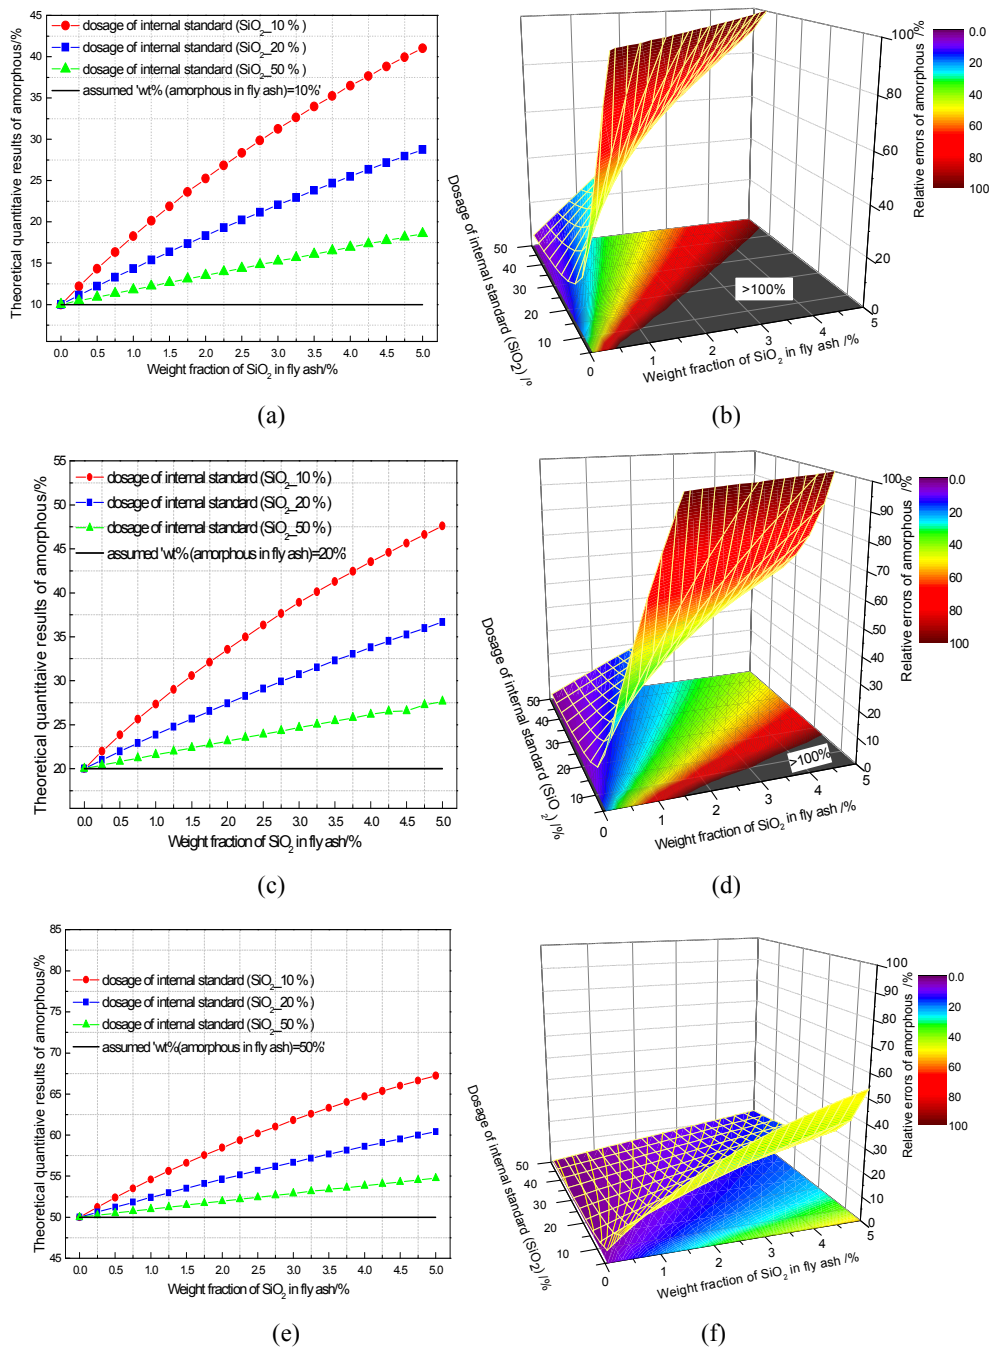 45
40
35
30
25
20
15
10
Theoretical quantitaive results of amorphous/%
dosage of internal standard (SiO₂_10 %)
dosage of internal standard (SiO₂_20 %)
dosage of internal standard (SiO₂_50 %)
assumed 'wt% (amorphous in fly ash)=10%'
0.0 0.5 1.0 1.5 2.0 2.5 3.0 3.5 4.0 4.5 5.0
Weight fraction of SiO₂ in fly ash/%
(a)
100
80
60
40
20
0
Relative errors of amorphous /%
0.0
20
40
60
80
100
Dosage of internal standard (SiO₂) /%
50
40
30
20
10
>100%
0 1 2 3 4 5
Weight fraction of SiO₂ in fly ash /%
(b)
55
50
45
40
35
30
25
20
Theoretical quantitaive results of amorphous/%
dosage of internal standard (SiO₂_10 %)
dosage of internal standard (SiO₂_20 %)
dosage of internal standard (SiO₂_50 %)
assumed 'wt% (amorphous in fly ash)=20%'
0.0 0.5 1.0 1.5 2.0 2.5 3.0 3.5 4.0 4.5 5.0
Weight fraction of SiO₂ in fly ash/%
(c)
100
90
80
70
60
50
40
30
20
10
0
Relative errors of amorphous /%
0.0
20
40
60
80
100
Dosage of internal standard (SiO₂) /%
50
40
30
20
10
>100%
0 1 2 3 4 5
Weight fraction of SiO₂ in fly ash /%
(d)
85
80
75
70
65
60
55
50
45
Theoretical quantitaive results of amorphous/%
dosage of internal standard (SiO₂_10 %)
dosage of internal standard (SiO₂_20 %)
dosage of internal standard (SiO₂_50 %)
assumed 'wt%(amorphous in fly ash)=50%'
0.0 0.5 1.0 1.5 2.0 2.5 3.0 3.5 4.0 4.5 5.0
Weight fraction of SiO₂ in fly ash/%
(e)
100
90
80
70
60
50
40
30
20
10
0
Relative errors of amorphous /%
0.0
20
40
60
80
100
Dosage of internal standard (SiO₂) /%
50
40
30
20
10
0 1 2 3 4 5
Weight fraction of SiO₂ in fly ash /%
(f)